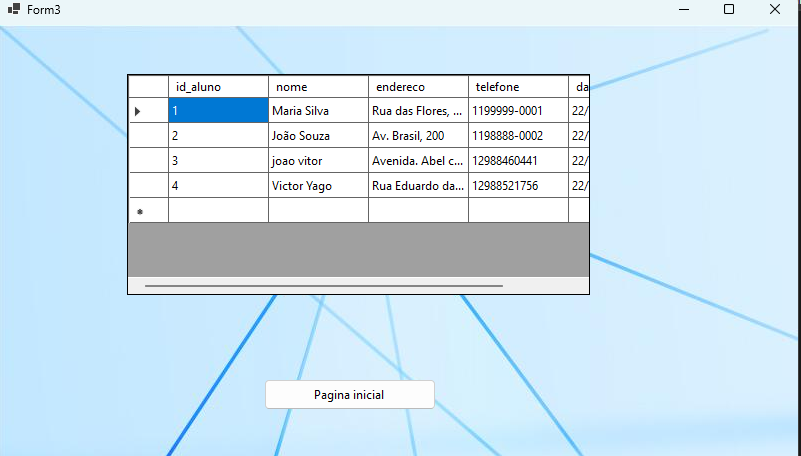 Form3
id_aluno nome endereco telefone da
1 Maria Silva Rua das Flores, ... 1199999-0001 22/
2 João Souza Av. Brasil, 200 1198888-0002 22/
3 joao vitor Avenida. Abel c... 12988460441 22/
4 Victor Yago Rua Eduardo da... 12988521756 22/
Pagina inicial